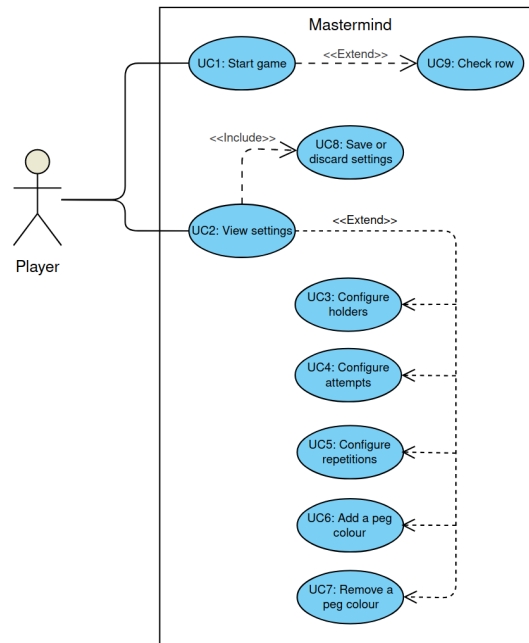 Mastermind
UC1: Start game
<<Extend>>
UC9: Check row
<<Include>>
UC8: Save or
discard settings
Player
UC2: View settings
<<Extend>>
UC3: Configure
holders
UC4: Configure
attempts
UC5: Configure
repetitions
UC6: Add a peg
colour
UC7: Remove a
peg colour